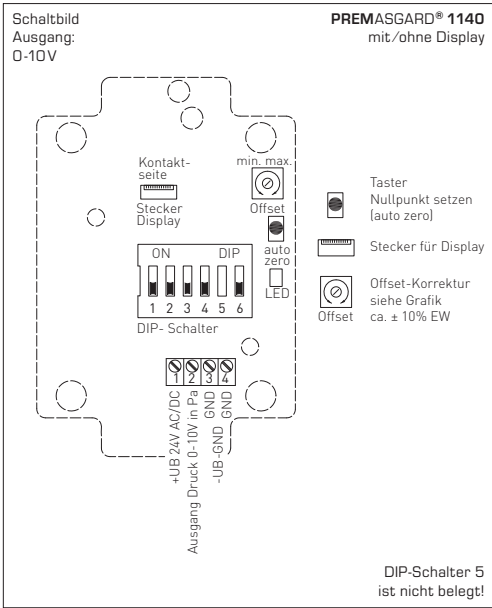 Schaltbild
Ausgang:
0-10 V
PREMASGARD® 1140
mit/ohne Display
Kontakt-
seite
Stecker
Display
min. max.
Offset
auto
zero
LED
ON DIP
1 2 3 4 5 6
DIP- Schalter
1 2 3 4
+UB 24V AC/DC
Ausgang Druck 0-10V in Pa
GND
-UB-GND
GND
Taster
Nullpunkt setzen
(auto zero)
Stecker für Display
Offset-Korrektur
siehe Grafik
ca. ± 10% EW
Offset
DIP-Schalter 5
ist nicht belegt!